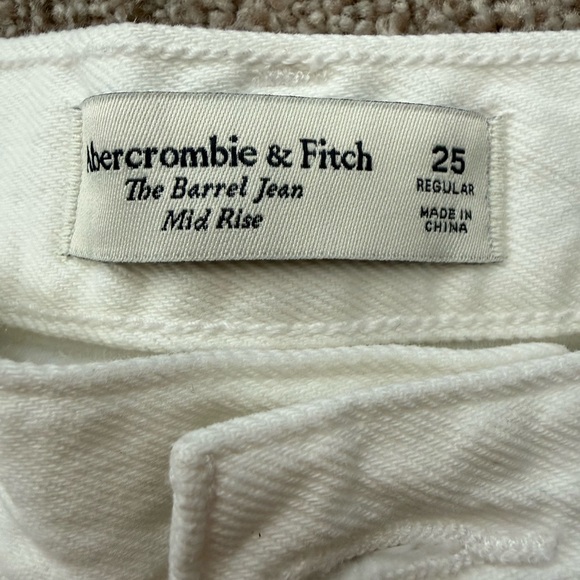 Abercrombie & Fitch
The Barrel Jean
Mid Rise
25
REGULAR
MADE IN
CHINA